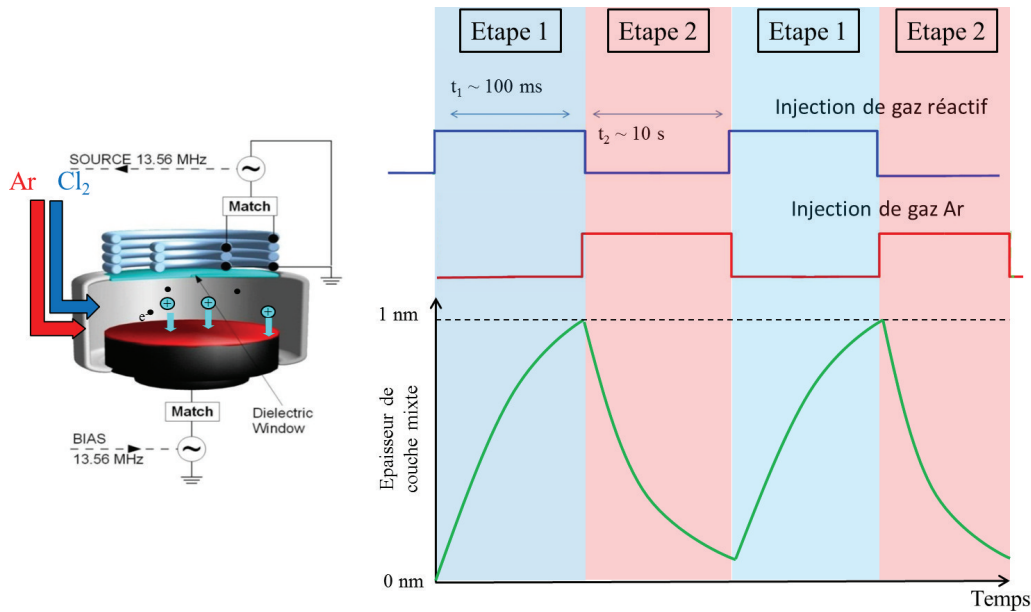 Etape 1
Etape 2
Etape 1
Etape 2
t₁ ~ 100 ms
t₂ ~ 10 s
Injection de gaz réactif
Injection de gaz Ar
SOURCE 13.56 MHz
~
Ar
Cl₂
Match
+
+
+
e⁻
Match
Dielectric
Window
BIAS
13.56 MHz
~
1 nm
Epaisseur de
couche mixte
0 nm
Temps